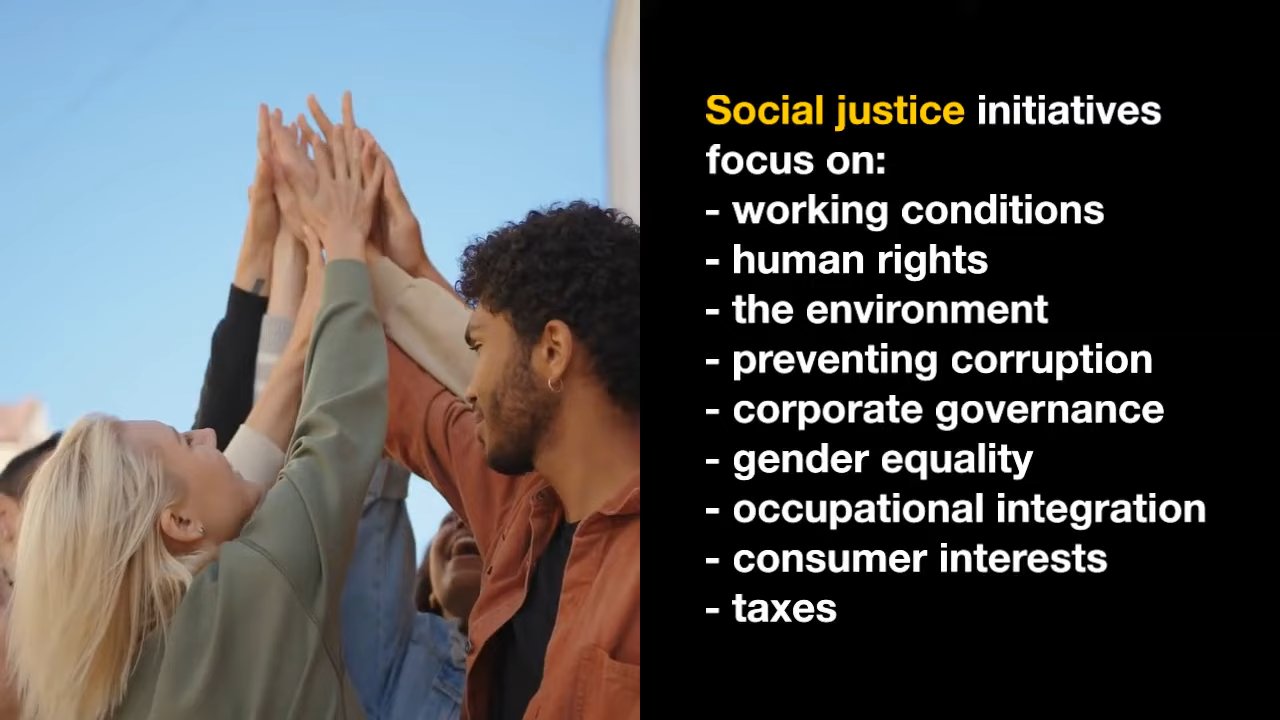 Social justice initiatives
focus on:
- working conditions
- human rights
- the environment
- preventing corruption
- corporate governance
- gender equality
- occupational integration
- consumer interests
- taxes